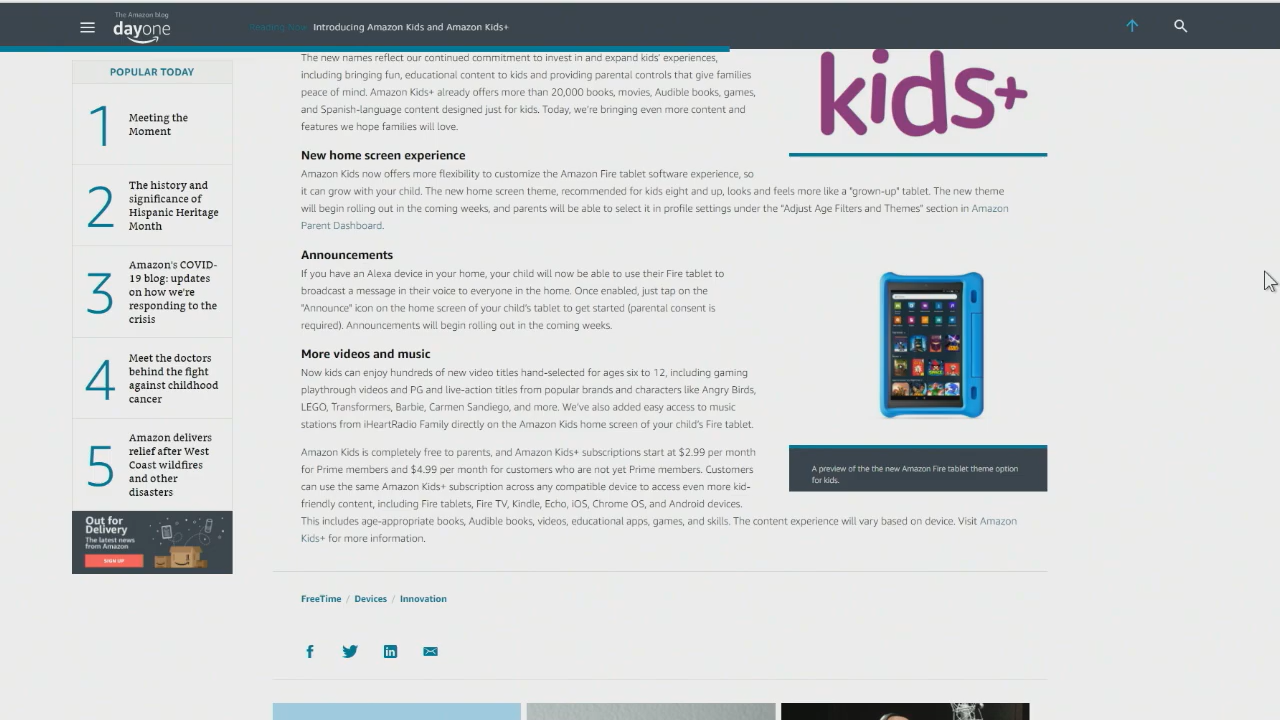 The Amazon blog
dayone
Reading Now Introducing Amazon Kids and Amazon Kids+
POPULAR TODAY
1
Meeting the
Moment
2
The history and
significance of
Hispanic Heritage
Month
3
Amazon's COVID-
19 blog: updates
on how we're
responding to the
crisis
4
Meet the doctors
behind the fight
against childhood
cancer
5
Amazon delivers
relief after West
Coast wildfires
and other
disasters
Out for
Delivery
The latest news
from Amazon
SIGN UP
The new names reflect our continued commitment to invest in and expand kids' experiences,
including bringing fun, educational content to kids and providing parental controls that give families
peace of mind. Amazon Kids+ already offers more than 20,000 books, movies, Audible books, games,
and Spanish-language content designed just for kids. Today, we're bringing even more content and
features we hope families will love.
New home screen experience
Amazon Kids now offers more flexibility to customize the Amazon Fire tablet software experience, so
it can grow with your child. The new home screen theme, recommended for kids eight and up, looks and feels more like a "grown-up" tablet. The new theme
will begin rolling out in the coming weeks, and parents will be able to select it in profile settings under the "Adjust Age Filters and Themes" section in Amazon
Parent Dashboard.
Announcements
If you have an Alexa device in your home, your child will now be able to use their Fire tablet to
broadcast a message in their voice to everyone in the home. Once enabled, just tap on the
"Announce" icon on the home screen of your child's tablet to get started (parental consent is
required). Announcements will begin rolling out in the coming weeks.
More videos and music
Now kids can enjoy hundreds of new video titles hand-selected for ages six to 12, including gaming
playthrough videos and PG and live-action titles from popular brands and characters like Angry Birds,
LEGO, Transformers, Barbie, Carmen Sandiego, and more. We've also added easy access to music
stations from iHeartRadio Family directly on the Amazon Kids home screen of your child's Fire tablet.
Amazon Kids is completely free to parents, and Amazon Kids+ subscriptions start at $2.99 per month
for Prime members and $4.99 per month for customers who are not yet Prime members. Customers
can use the same Amazon Kids+ subscription across any compatible device to access even more kid-
friendly content, including Fire tablets, Fire TV, Kindle, Echo, iOS, Chrome OS, and Android devices.
This includes age-appropriate books, Audible books, videos, educational apps, games, and skills. The content experience will vary based on device. Visit Amazon
Kids+ for more information.
kids+
A preview of the the new Amazon Fire tablet theme option
for kids.
FreeTime / Devices / Innovation